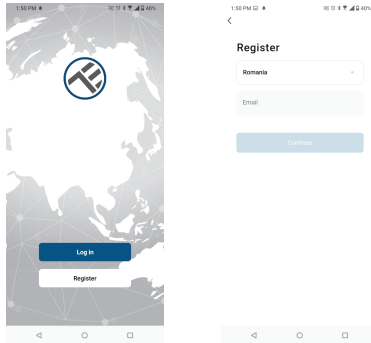 1:50 PM
40%
Log in
Register
1:50 PM
40%
Register
Romania
Email
Continue